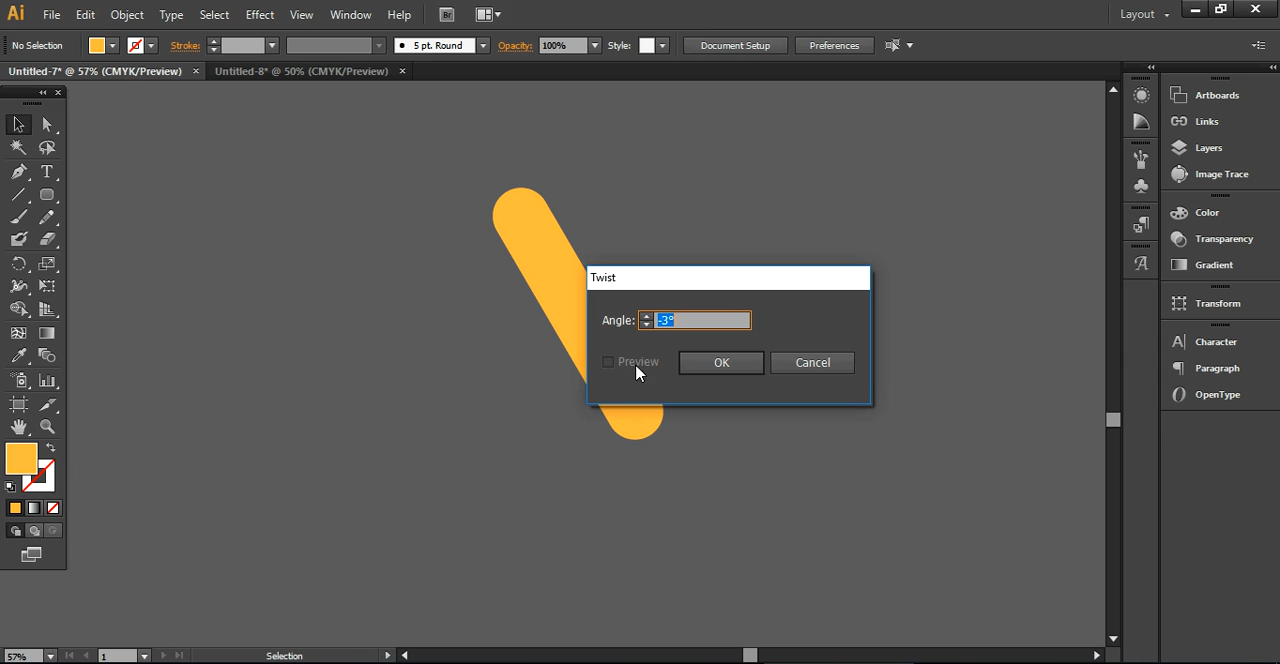 Ai File Edit Object Type Select Effect View Window Help Br Layout
No Selection Stroke: 5 pt. Round Opacity: 100% Style: Document Setup Preferences
Untitled-7* @ 57% (CMYK/Preview) × Untitled-8* @ 50% (CMYK/Preview) ×
Artboards
Links
Layers
Image Trace
Color
Transparency
Gradient
Transform
Character
Paragraph
OpenType
Twist
Angle: -3°
Preview OK Cancel
57% 1 Selection